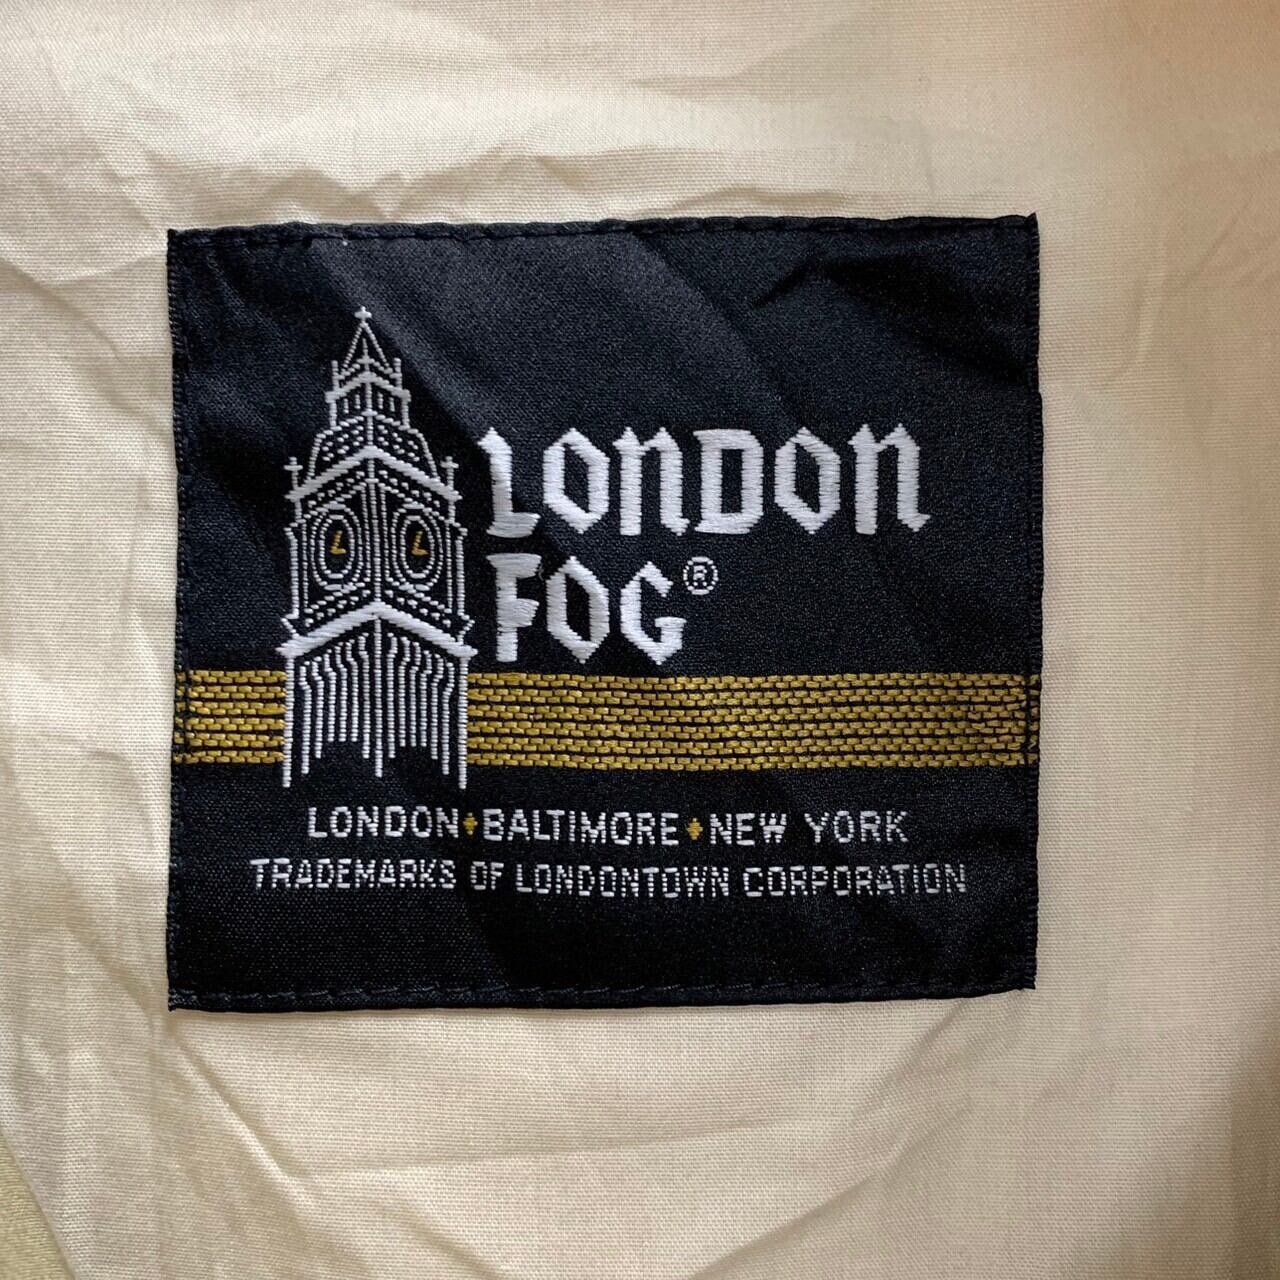 LONDON
FOG®
L L
LONDON♦BALTIMORE♦NEW YORK
TRADEMARKS OF LONDONTOWN CORPORATION